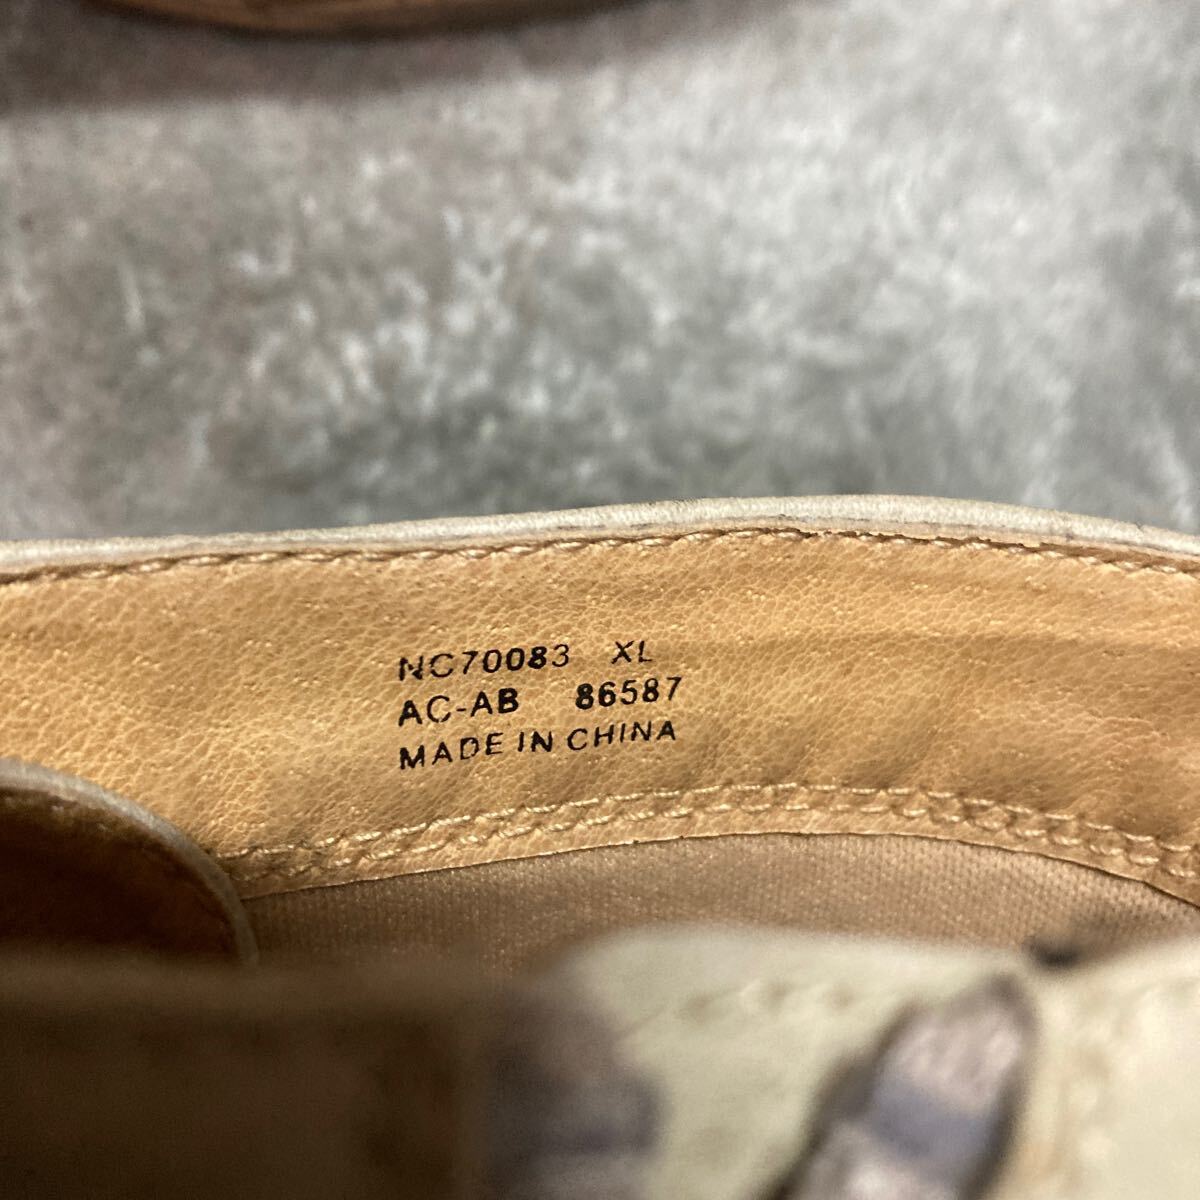 NC70083 XL
AC-AB 86587
MADE IN CHINA